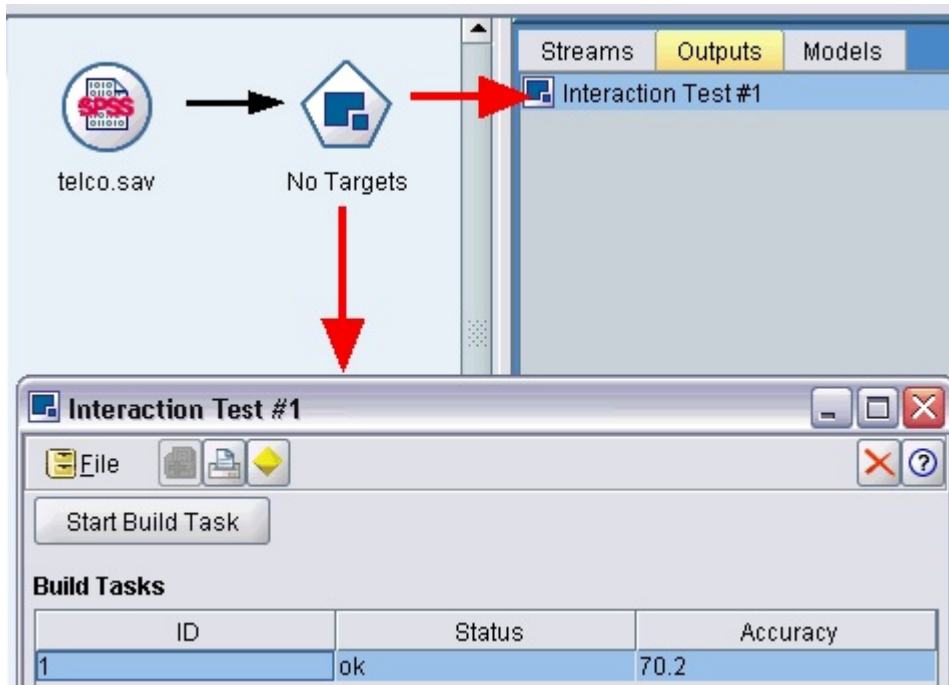 Streams Outputs Models
Interaction Test #1
SPSS
telco.sav
No Targets
Interaction Test #1
File
Start Build Task
Build Tasks
ID Status Accuracy
1 ok 70.2